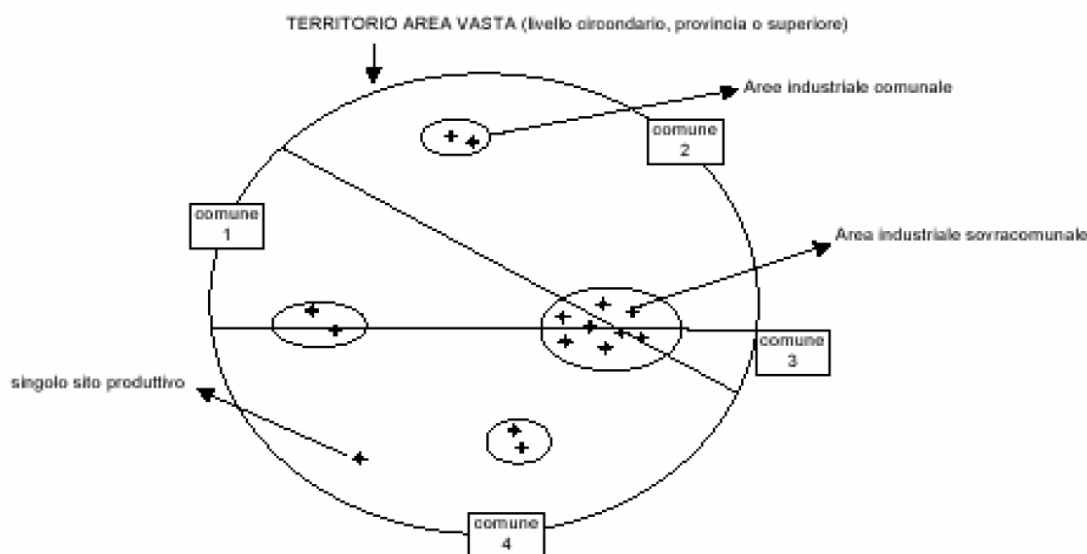 TERRITORIO AREA VASTA (livello circondario, provincia o superiore)
Aree industriale comunale
comune
2
comune
1
Area industriale sovracomunale
comune
3
singolo sito produttivo
comune
4